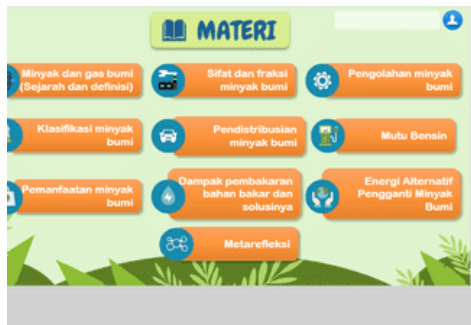 MATERI
Minyak dan gas bumi
(Sejarah dan definisi)
Sifat dan fraksi
minyak bumi
Pengolahan minyak
bumi
Klasifikasi minyak
bumi
Pendistribusian
minyak bumi
Mutu Bensin
Pemanfaatan minyak
bumi
Dampak pembakaran
bahan bakar dan
solusinya
Energi Alternatif
Pengganti Minyak
Bumi
Metarefleksi